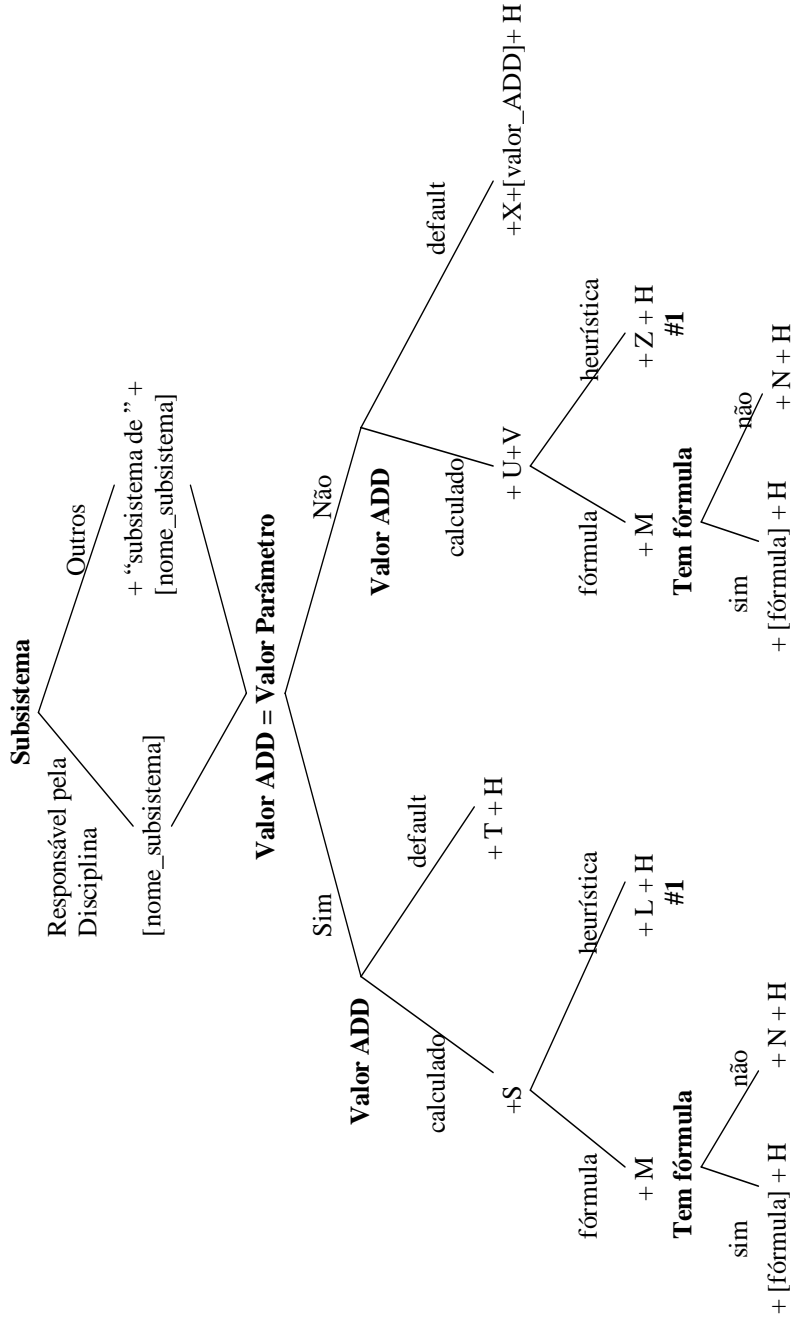 Subsistema
Responsável pela
Disciplina
Outros
[nome_subsistema]
+ “subsistema de ” +
[nome_subsistema]
Valor ADD = Valor Parâmetro
Sim
Não
Valor ADD
calculado
default
+S
+ T + H
fórmula
heurística
+ M
+ L + H
#1
Tem fórmula
sim
não
+ [fórmula] + H
+ N + H
Valor ADD
calculado
default
+ U+V
+X+[valor_ADD]+ H
fórmula
heurística
+ M
+ Z + H
#1
Tem fórmula
sim
não
+ [fórmula] + H
+ N + H